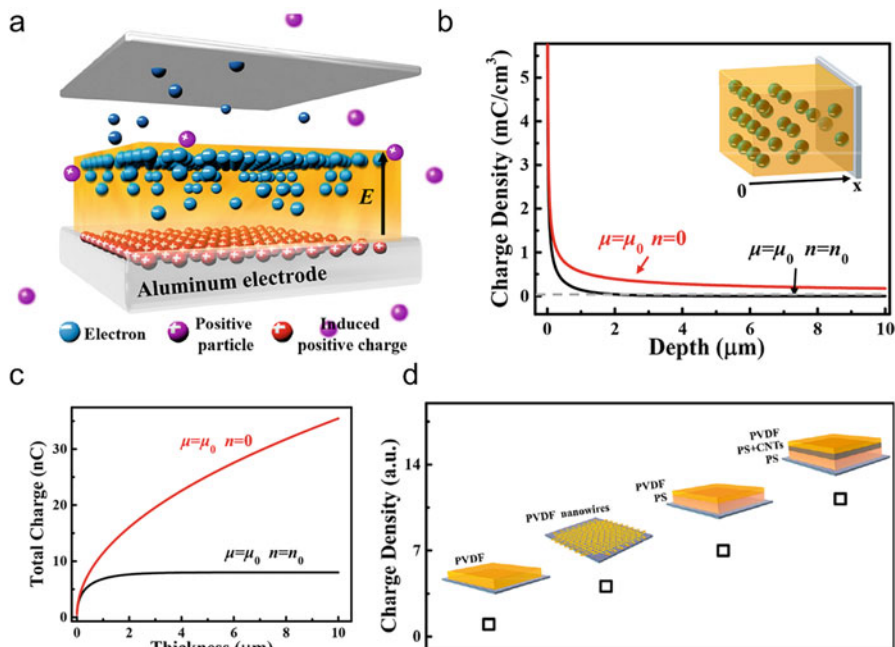 a
E
Aluminum electrode
Electron
Positive
particle
Induced
positive charge
b
Charge Density (mC/cm³)
5
4
3
2
1
0
μ=μ₀ n=0
μ=μ₀ n=n₀
0
x
0 2 4 6 8 10
Depth (μm)
c
Total Charge (nC)
30
20
10
0
μ=μ₀ n=0
μ=μ₀ n=n₀
0 2 4 6 8 10
Thickness (μm)
d
Charge Density (a.u.)
14
7
0
PVDF
PVDF nanowires
PVDF
PS
PVDF
PS+CNTs
PS